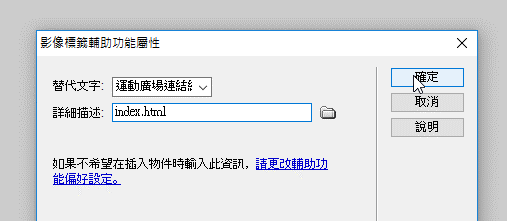 影像標籤輔助功能屬性
替代文字: 運動廣場連結
確定
詳細描述: index.html
取消
說明
如果不希望在插入物件時輸入此資訊，請更改輔助功
能偏好設定。